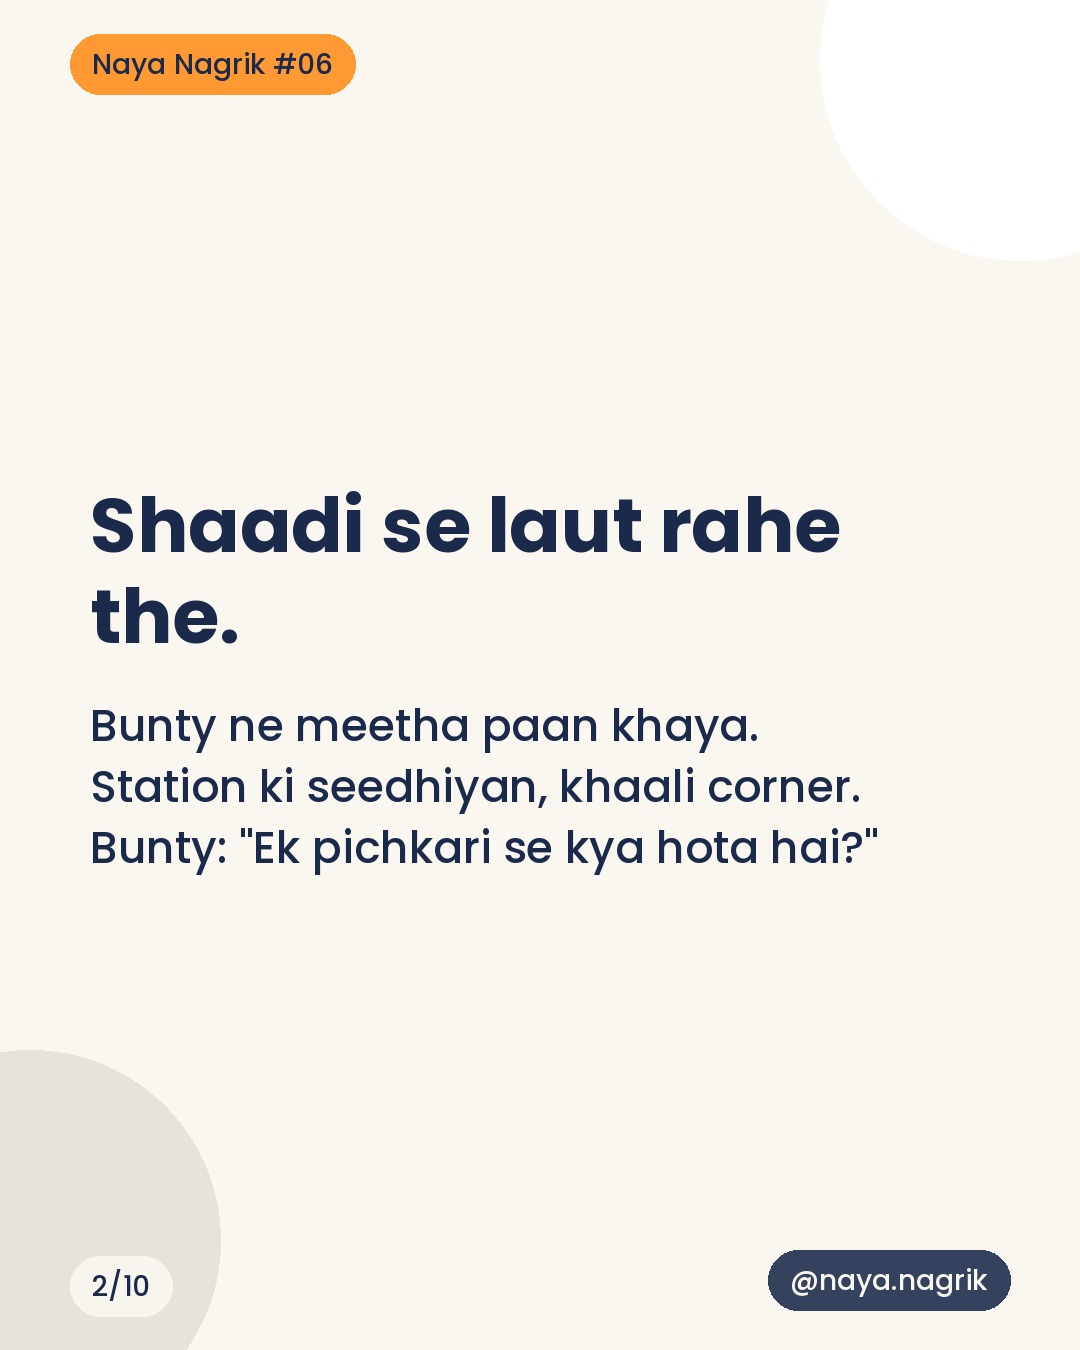 Naya Nagrik #06
Shaadi se laut rahe
the.
Bunty ne meetha paan khaya.
Station ki seedhiyan, khaali corner.
Bunty: "Ek pichkari se kya hota hai?"
2/10
@naya.nagrik